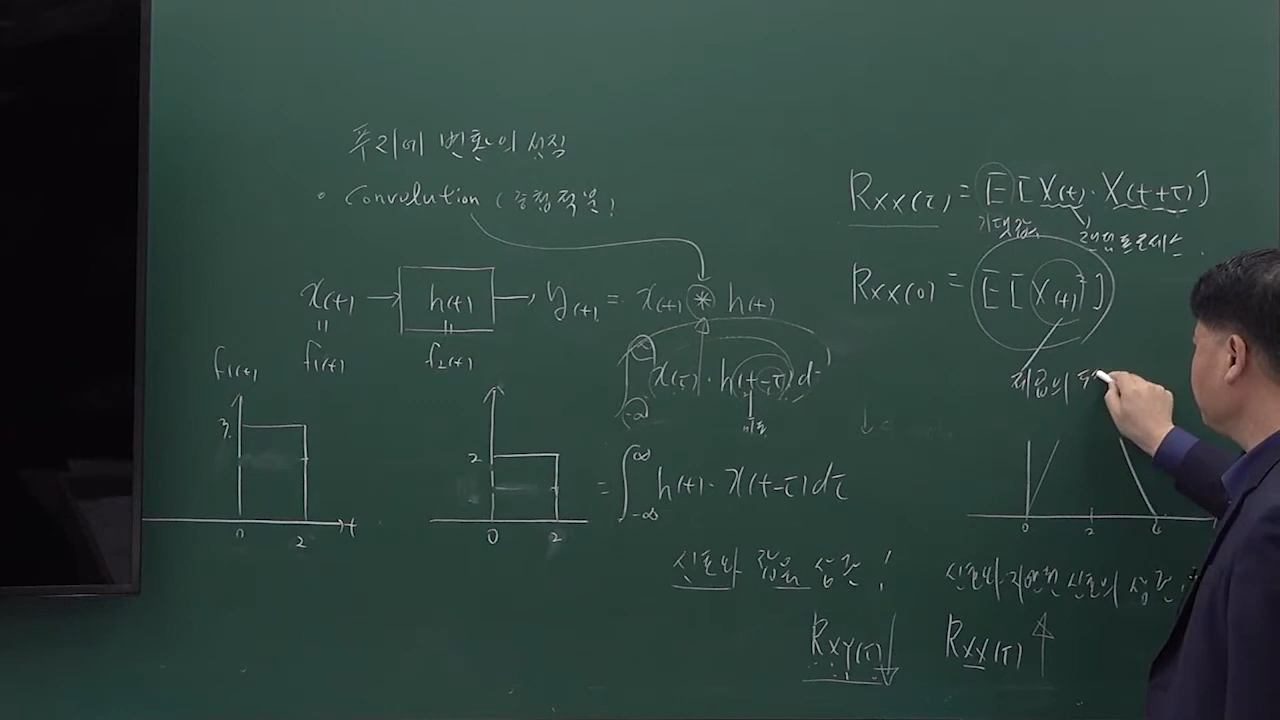 푸리에 변환의 성질
• Convolution (중첩적분)
x(t) → h(t) → y(t) = x(t) * h(t)
f₁(t) f₁(t) f₂(t)
∫ x(τ) · h(t-τ) dτ
-∞
3
2
0 2 t
0 2
= ∫ h(t) · x(t-τ) dτ
∞
-∞
신호와 잡음 상관!
Rxy(τ) ↓
Rxx(τ) = E[X(t) · X(t+τ)]
기댓값
랜덤프로세스
Rxx(0) = E[X(t)²]
제곱의
0 2
신호와 지연된 신호의 상관
Rxx(τ) ↑